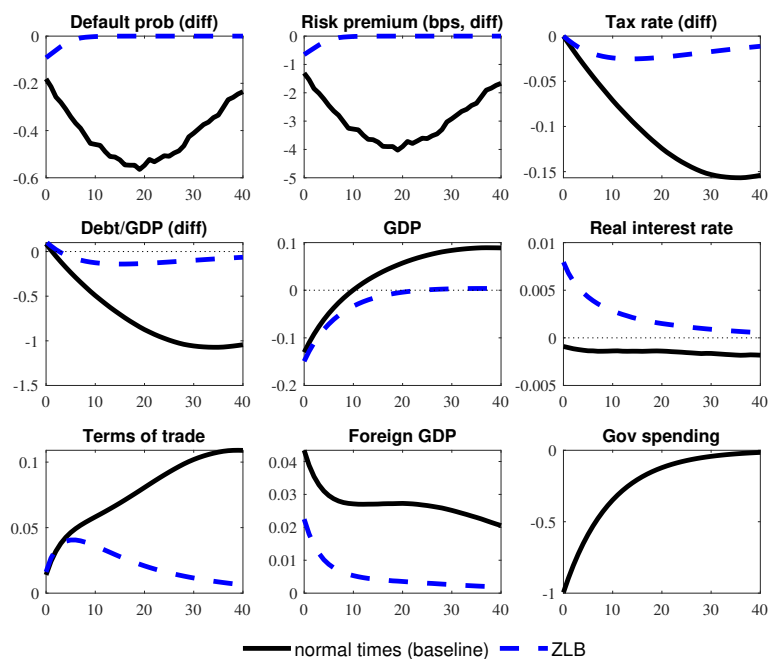 Default prob (diff)
0
-0.2
-0.4
-0.6
0 10 20 30 40
Risk premium (bps, diff)
0
-1
-2
-3
-4
-5
0 10 20 30 40
Tax rate (diff)
0
-0.05
-0.1
-0.15
0 10 20 30 40
Debt/GDP (diff)
0
-0.5
-1
-1.5
0 10 20 30 40
GDP
0.1
0
-0.1
-0.2
0 10 20 30 40
Real interest rate
0.01
0.005
0
-0.005
0 10 20 30 40
Terms of trade
0.1
0.05
0
0 10 20 30 40
Foreign GDP
0.04
0.03
0.02
0.01
0
0 10 20 30 40
Gov spending
0
-0.5
-1
0 10 20 30 40
normal times (baseline) ZLB